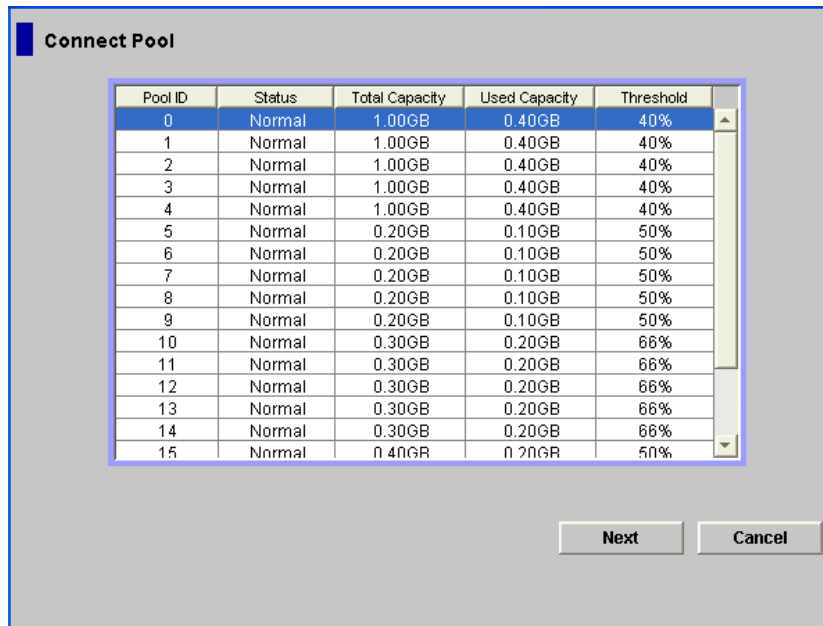 Connect Pool
Pool ID Status Total Capacity Used Capacity Threshold
0 Normal 1.00GB 0.40GB 40%
1 Normal 1.00GB 0.40GB 40%
2 Normal 1.00GB 0.40GB 40%
3 Normal 1.00GB 0.40GB 40%
4 Normal 1.00GB 0.40GB 40%
5 Normal 0.20GB 0.10GB 50%
6 Normal 0.20GB 0.10GB 50%
7 Normal 0.20GB 0.10GB 50%
8 Normal 0.20GB 0.10GB 50%
9 Normal 0.20GB 0.10GB 50%
10 Normal 0.30GB 0.20GB 66%
11 Normal 0.30GB 0.20GB 66%
12 Normal 0.30GB 0.20GB 66%
13 Normal 0.30GB 0.20GB 66%
14 Normal 0.30GB 0.20GB 66%
15 Normal 0.40GB 0.20GB 50%
Next Cancel